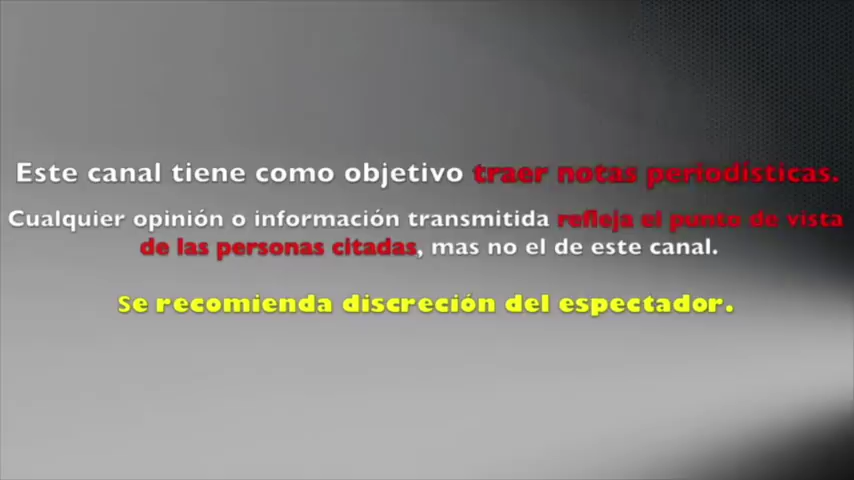 Este canal tiene como objetivo traer notas periodísticas.
Cualquier opinión o información transmitida refleja el punto de vista
de las personas citadas, mas no el de este canal.
Se recomienda discreción del espectador.